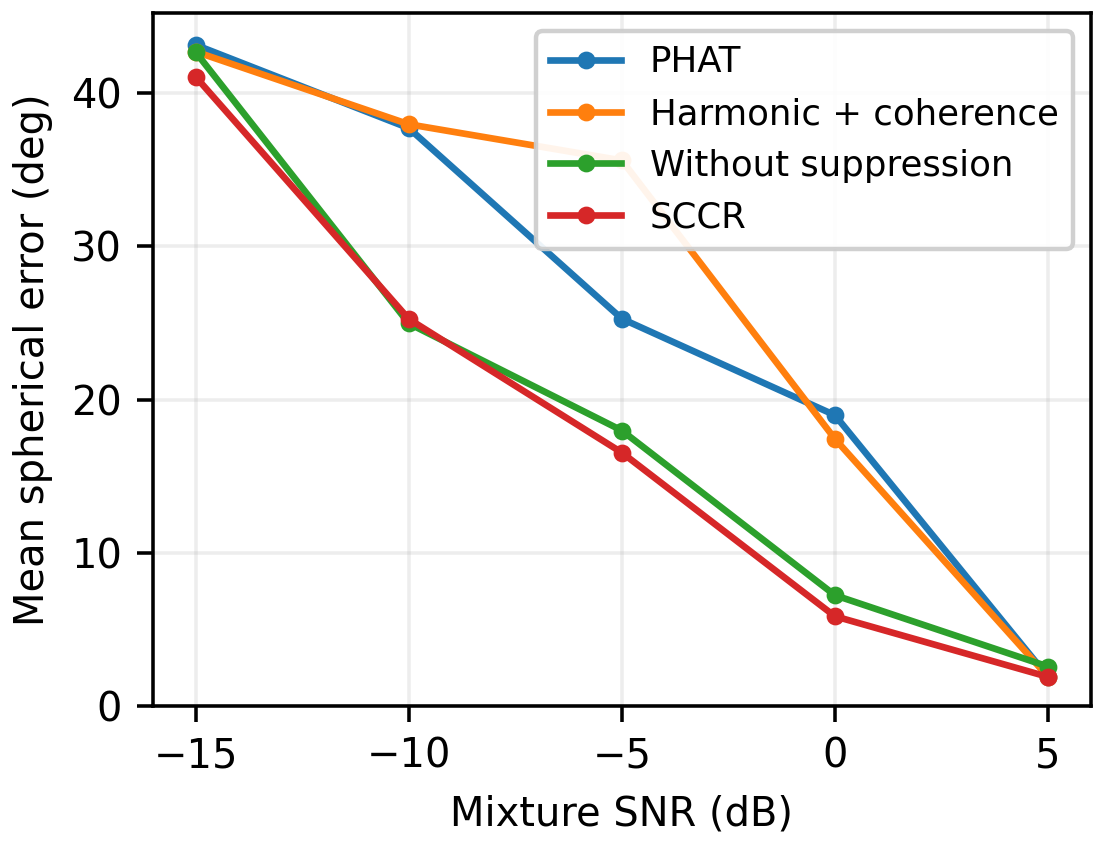 Mean spherical error (deg)
40
30
20
10
0
PHAT
Harmonic + coherence
Without suppression
SCCR
−15
−10
−5
0
5
Mixture SNR (dB)